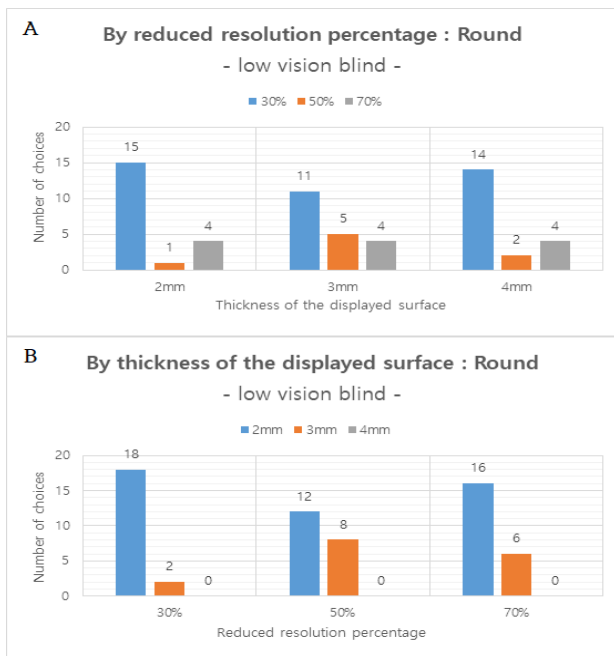 A
By reduced resolution percentage : Round
- low vision blind -
30% 50% 70%
Number of choices
20
15
10
5
0
15 1 4
11 5 4
14 2 4
2mm 3mm 4mm
Thickness of the displayed surface
B
By thickness of the displayed surface : Round
- low vision blind -
2mm 3mm 4mm
Number of choices
20
15
10
5
0
18 2 0
12 8 0
16 6 0
30% 50% 70%
Reduced resolution percentage